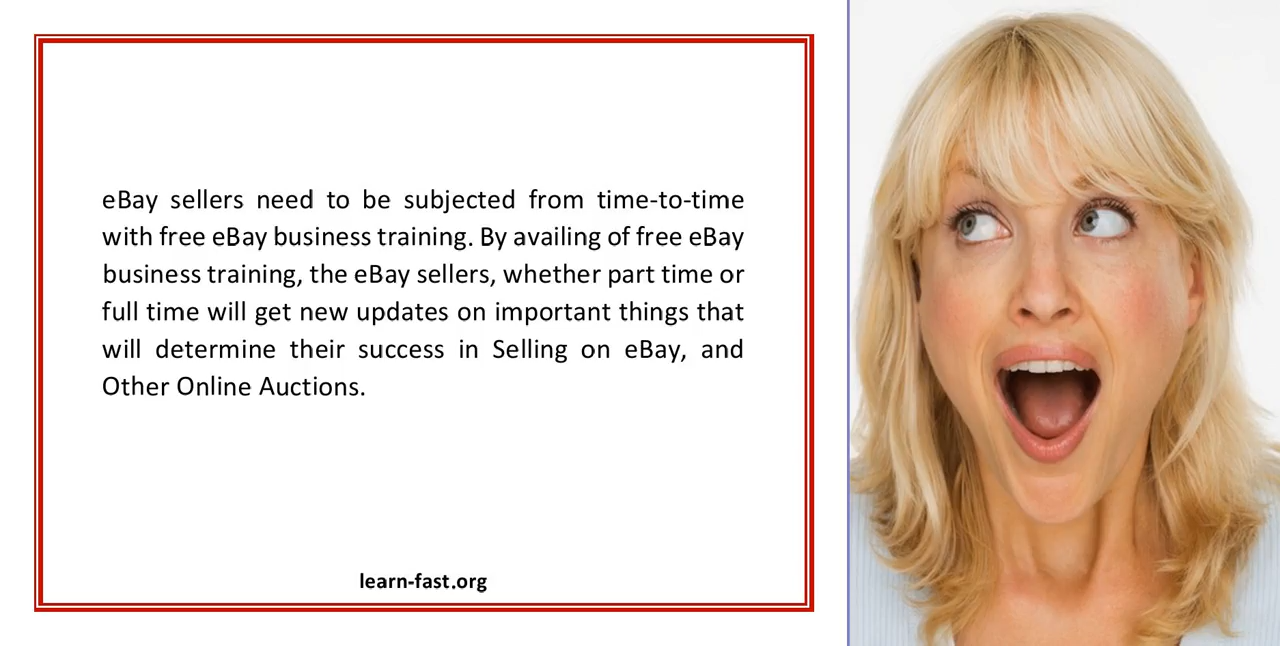 eBay sellers need to be subjected from time-to-time
with free eBay business training. By availing of free eBay
business training, the eBay sellers, whether part time or
full time will get new updates on important things that
will determine their success in Selling on eBay, and
Other Online Auctions.
learn-fast.org